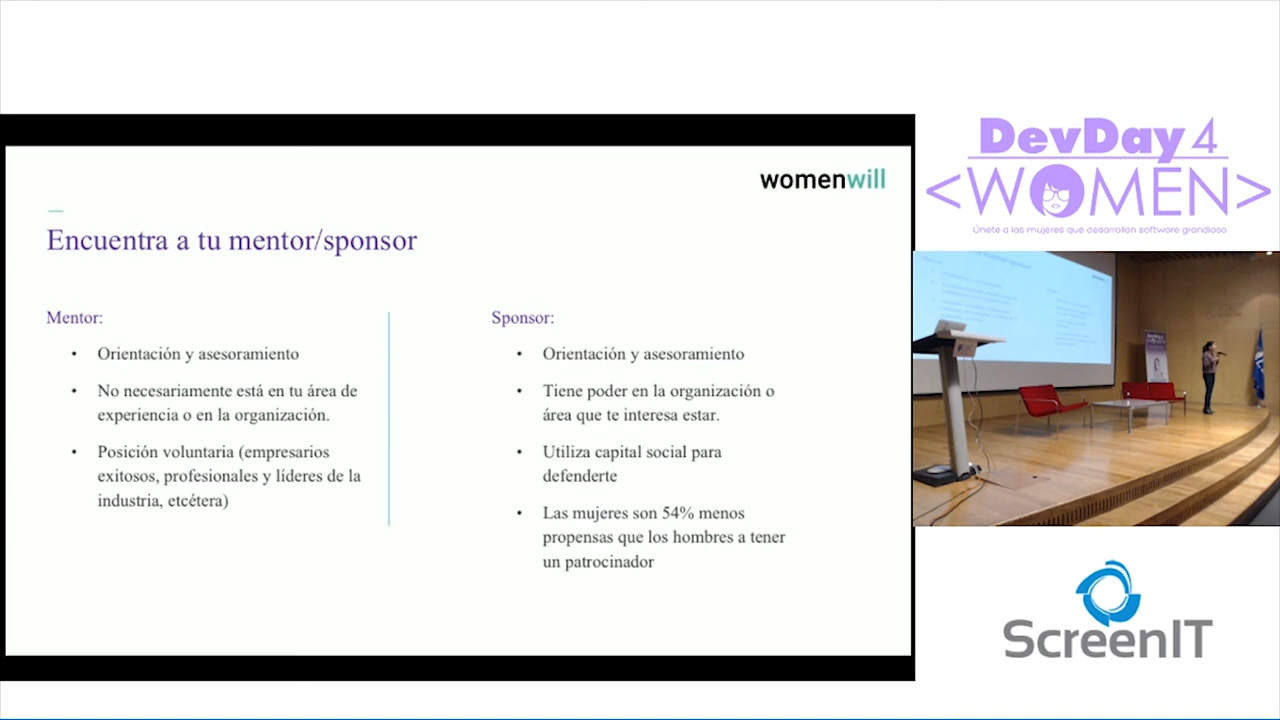 womenwill
Encuentra a tu mentor/sponsor
Mentor:
• Orientación y asesoramiento
• No necesariamente está en tu área de
experiencia o en la organización.
• Posición voluntaria (empresarios
exitosos, profesionales y líderes de la
industria, etcétera)
Sponsor:
• Orientación y asesoramiento
• Tiene poder en la organización o
área que te interesa estar.
• Utiliza capital social para
defenderte
• Las mujeres son 54% menos
propensas que los hombres a tener
un patrocinador
DevDay4
<WOMEN>
Únete a las mujeres que desarrollan software grandioso
ScreenIT